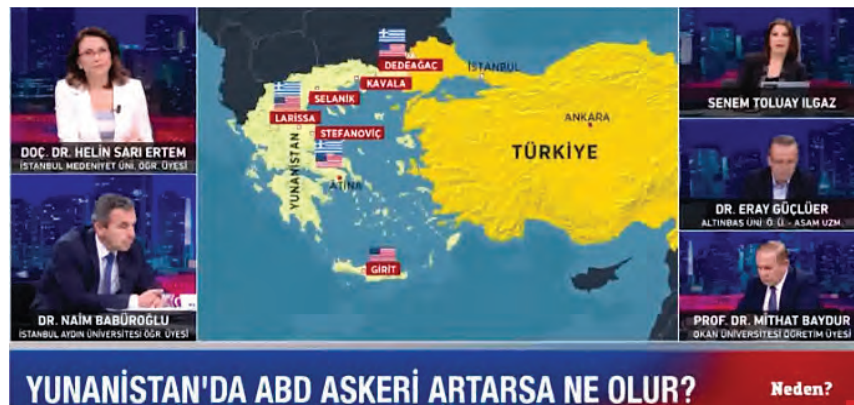 DOÇ. DR. HELİN SARI ERTEM
İSTANBUL MEDENİYET ÜNİ. ÖĞR. ÜYESİ
DR. NAİM BABÜROĞLU
İSTANBUL AYDIN ÜNİVERSİTESİ ÖĞR. ÜYESİ
DEDEAĞAÇ
İSTANBUL
KAVALA
SELANİK
LARİSSA
STEFANOVİÇ
ANKARA
TÜRKİYE
YUNANİSTAN
ATİNA
GİRİT
SENEM TOLUAY ILGAZ
DR. ERAY GÜÇLÜER
ALTINBAŞ ÜNİ. Ö. Ü. - ASAM UZM.
PROF. DR. MİTHAT BAYDUR
OKAN ÜNİVERSİTESİ ÖĞRETİM ÜYESİ
YUNANİSTAN'DA ABD ASKERİ ARTARSA NE OLUR?
Neden?